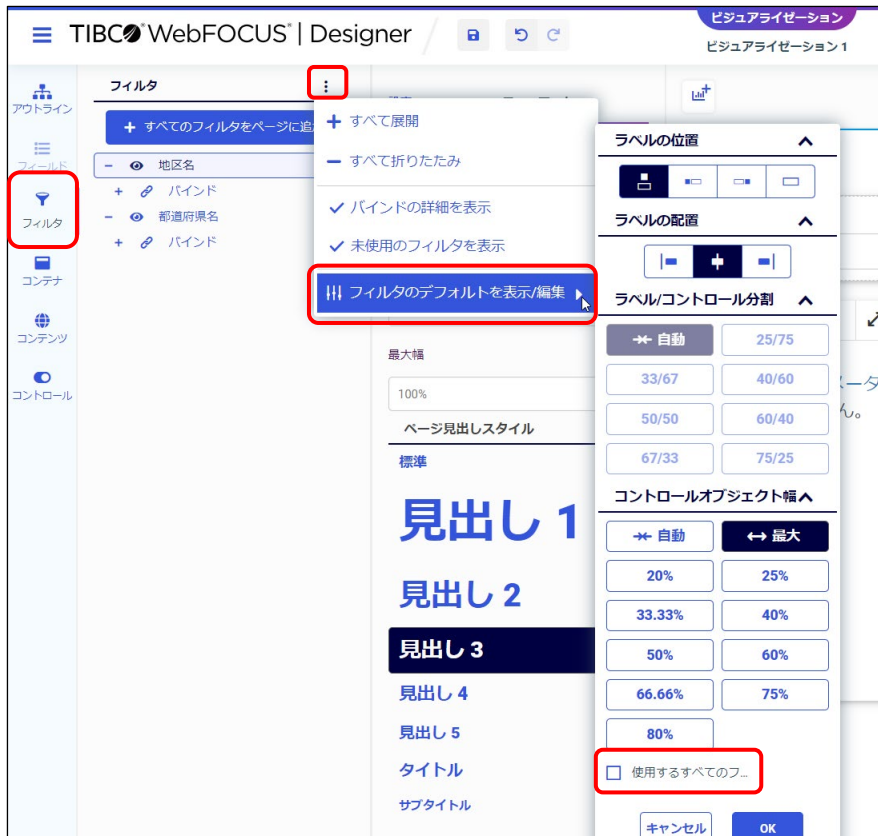 TIBCO WebFOCUS | Designer
ビジュアライゼーション
ビジュアライゼーション 1
アウトライン
フィールド
フィルタ
コンテナ
コンテンツ
コントロール
フィルタ
+ すべてのフィルタをページに追
地区名
バインド
都道府県名
バインド
すべて展開
すべて折りたたみ
バインドの詳細を表示
未使用のフィルタを表示
フィルタのデフォルトを表示/編集
最大幅
100%
ページ見出しスタイル
標準
見出し 1
見出し 2
見出し 3
見出し 4
見出し 5
タイトル
サブタイトル
ラベルの位置
ラベルの配置
ラベル/コントロール分割
自動
25/75
33/67
40/60
50/50
60/40
67/33
75/25
コントロールオブジェクト幅
自動
最大
20%
25%
33.33%
40%
50%
60%
66.66%
75%
80%
使用するすべてのフ...
キャンセル
OK
メータ
ん。